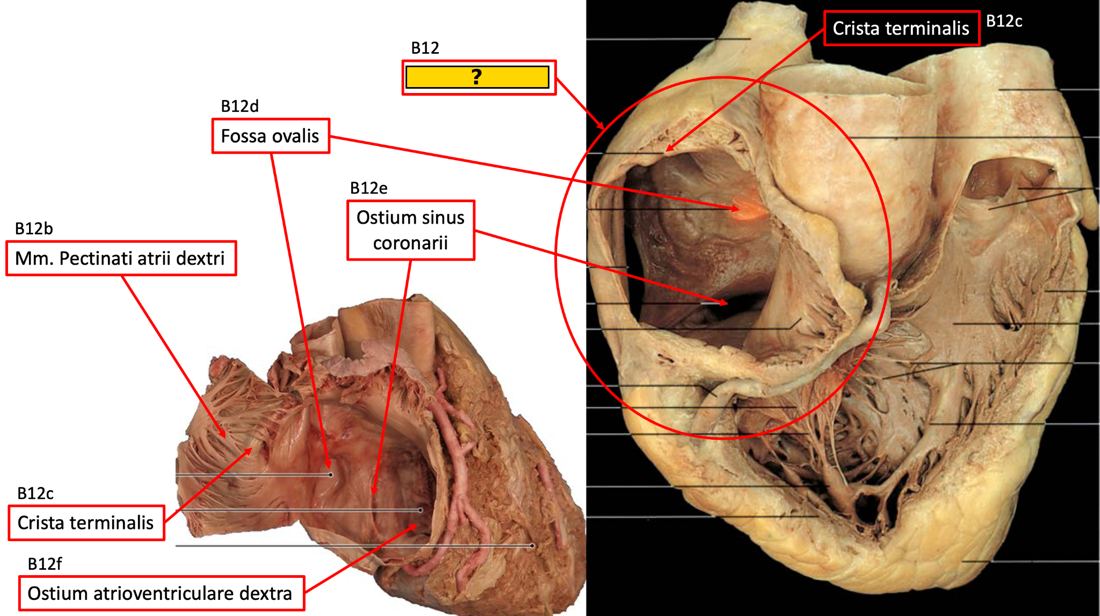 B12
?
Crista terminalis
B12c
B12d
Fossa ovalis
B12e
Ostium sinus
coronarii
B12b
Mm. Pectinati atrii dextri
B12c
Crista terminalis
B12f
Ostium atrioventriculare dextra